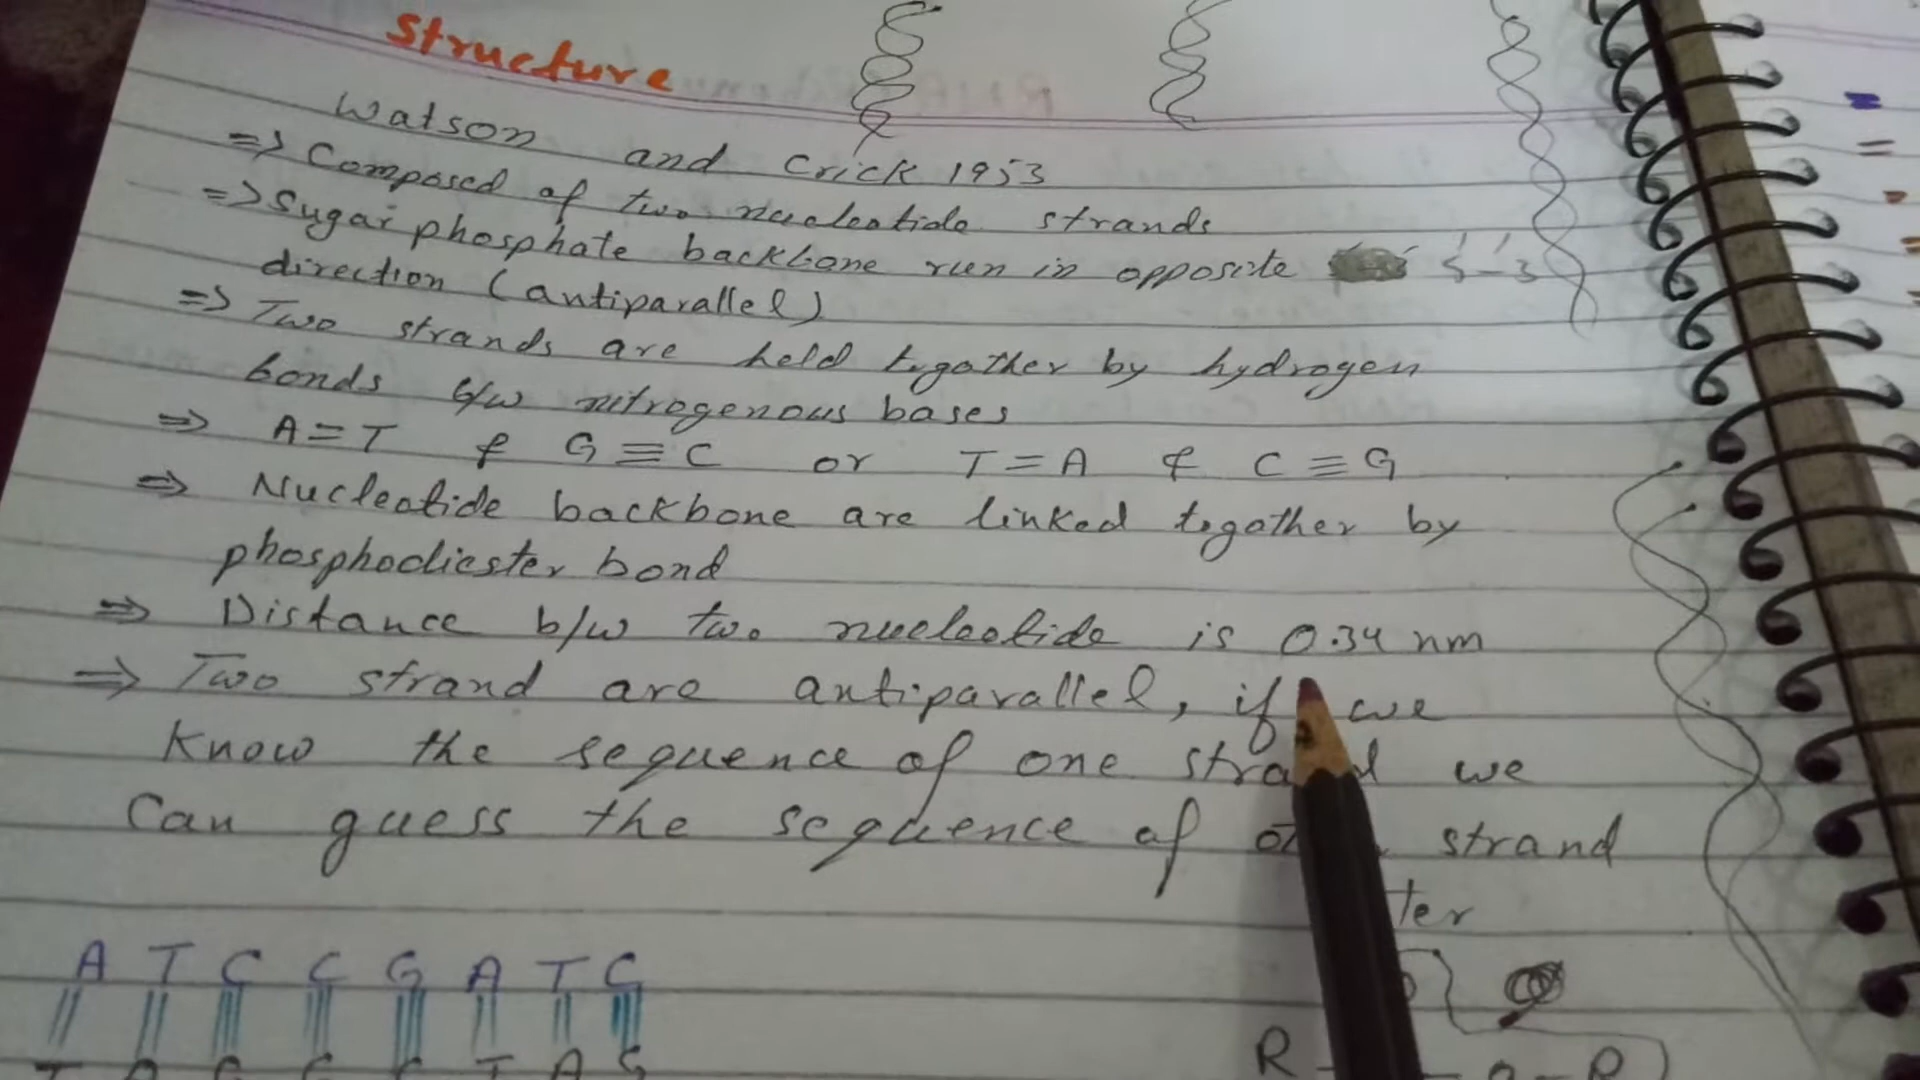 Structure
Watson and Crick 1953
=> Composed of two nucleotide strands
=> Sugar phosphate backbone run in opposite 5'-3'
direction (antiparallel)
=> Two strands are held together by hydrogen
bonds b/w nitrogenous bases
=> A=T & G≡C or T=A & C≡G
=> Nucleotide backbone are linked together by
phosphodiester bond
=> Distance b/w two nucleotide is 0.34 nm
=> Two strand are antiparallel, if we
Know the sequence of one we
Can guess the sequence of strand
A T C C G A T C
R